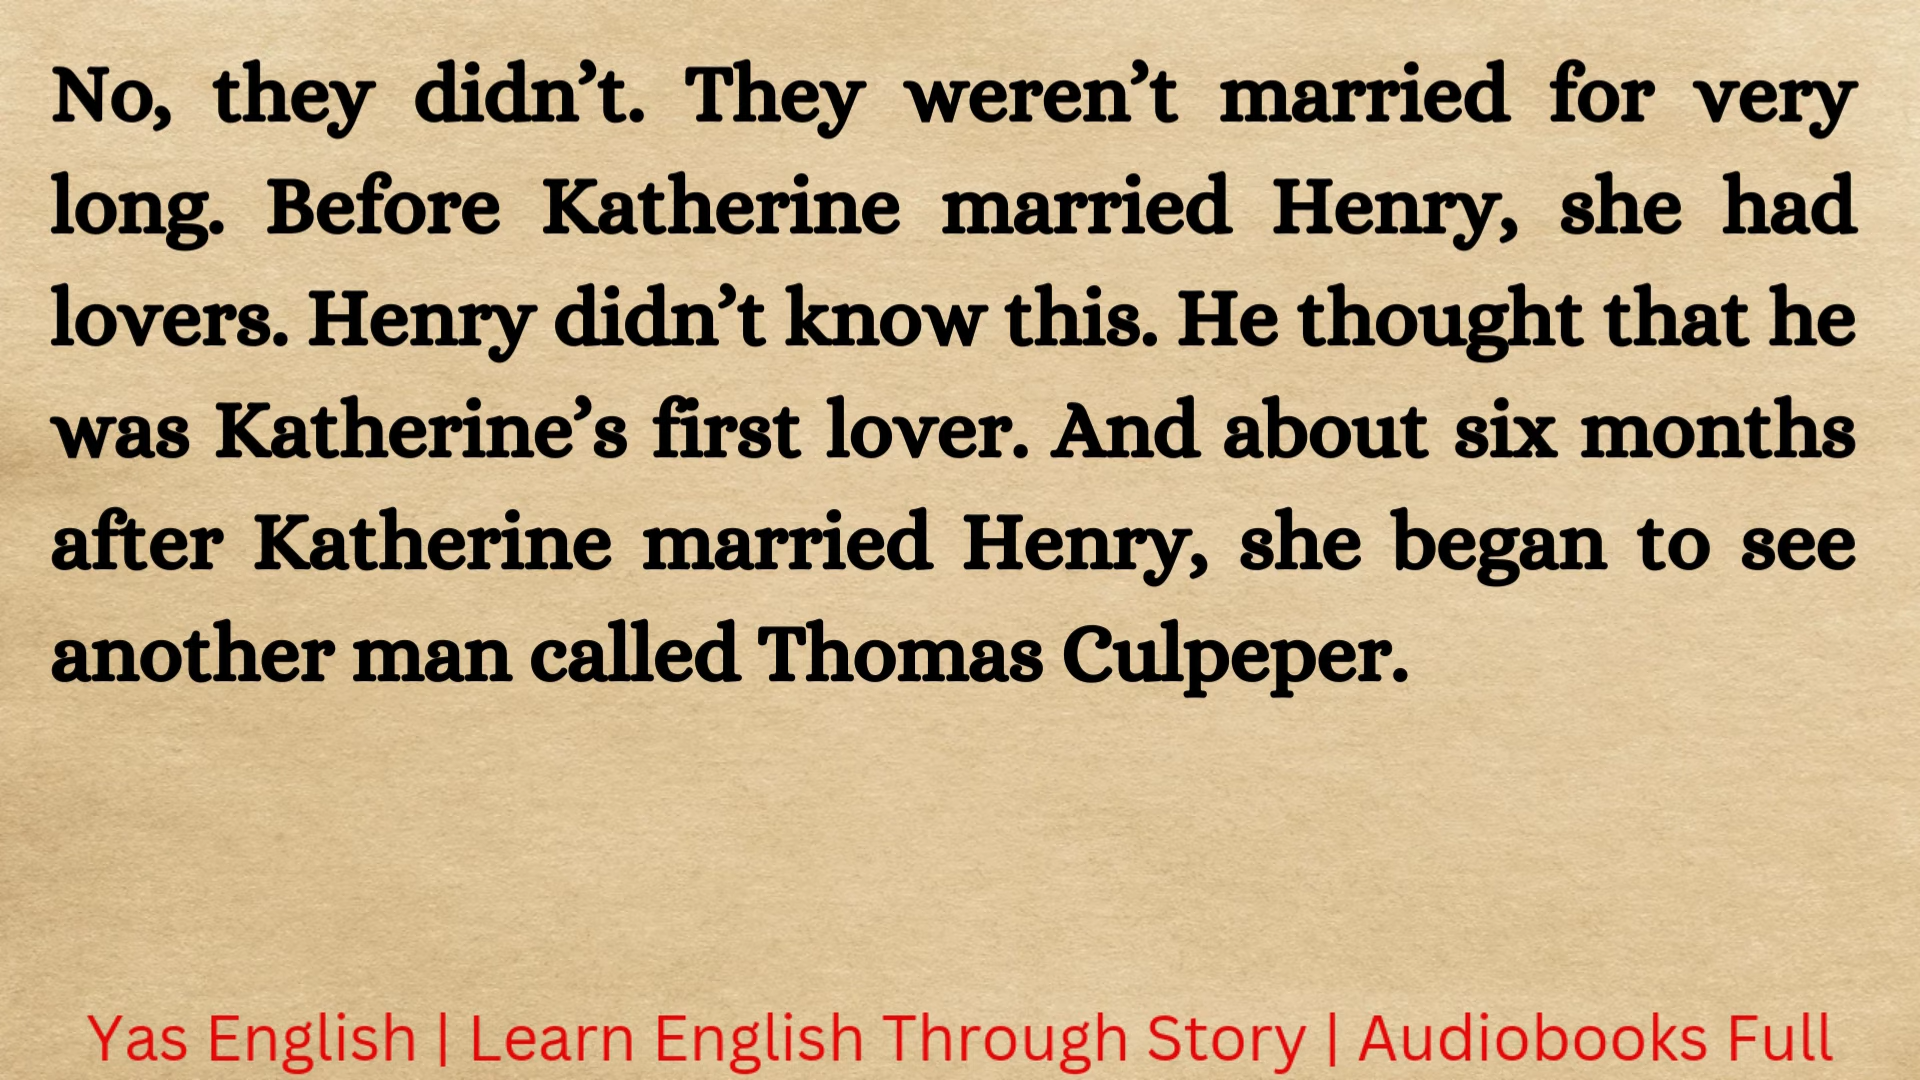 No, they didn’t. They weren’t married for very
long. Before Katherine married Henry, she had
lovers. Henry didn’t know this. He thought that he
was Katherine’s first lover. And about six months
after Katherine married Henry, she began to see
another man called Thomas Culpeper.
Yas English | Learn English Through Story | Audiobooks Full